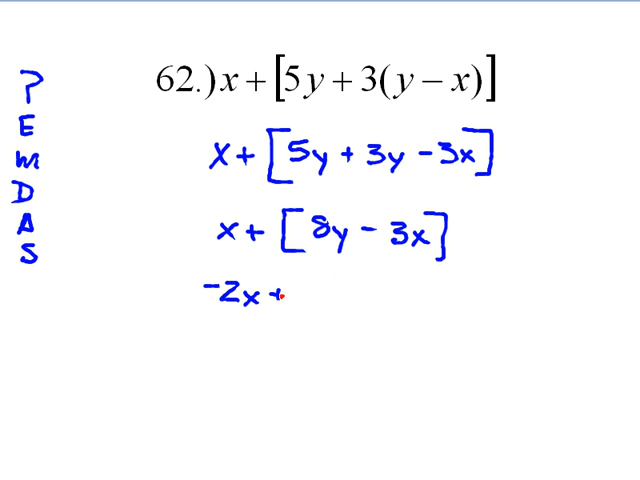 62.) x + [5y + 3(y − x)]
P
E
M
D
A
S
x + [5y + 3y - 3x]
x + [8y - 3x]
-2x +